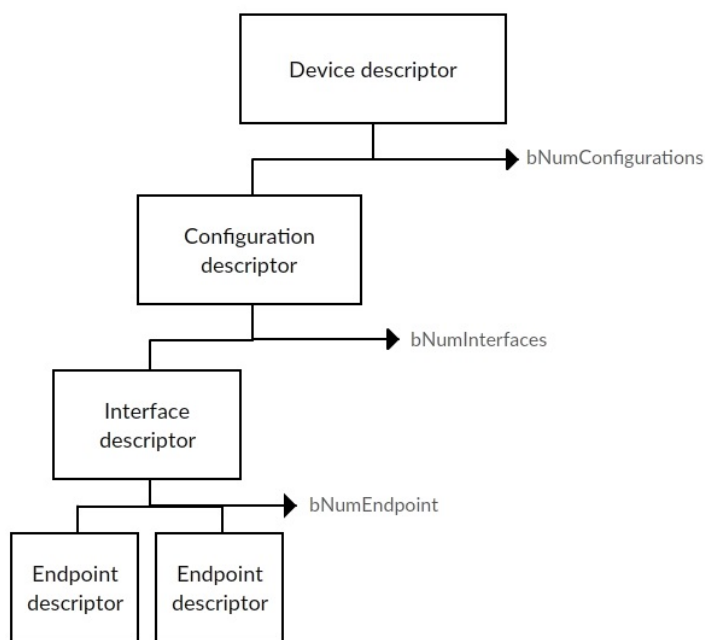 Device descriptor
bNumConfigurations
Configuration
descriptor
bNumInterfaces
Interface
descriptor
bNumEndpoint
Endpoint
descriptor
Endpoint
descriptor